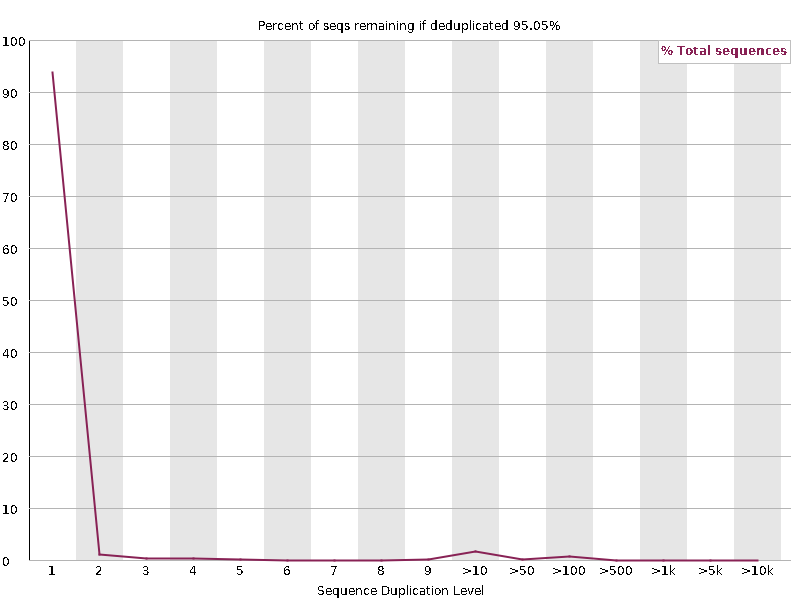 Percent of seqs remaining if deduplicated 95.05%
% Total sequences
100
90
80
70
60
50
40
30
20
10
0
1 2 3 4 5 6 7 8 9 >10 >50 >100 >500 >1k >5k >10k
Sequence Duplication Level